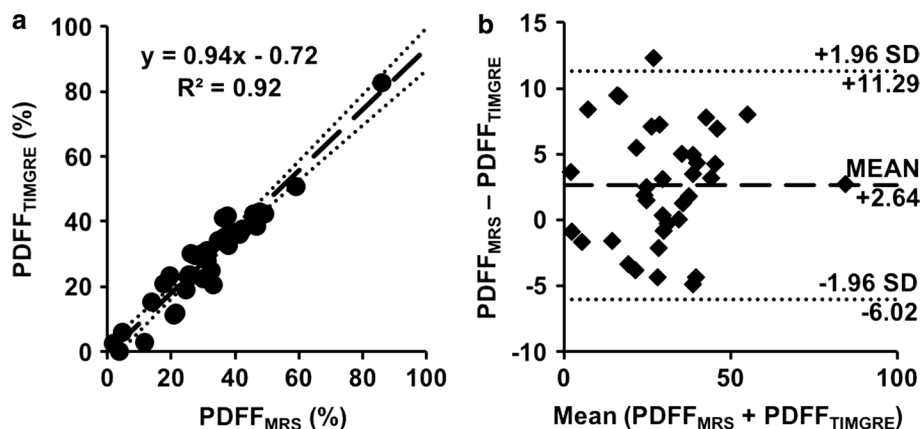 a
y = 0.94x - 0.72
R² = 0.92
PDFF_TIMGRE (%)
100
80
60
40
20
0
0 20 40 60 80 100
PDFF_MRS (%)
b
PDFF_MRS – PDFF_TIMGRE
15
10
5
0
-5
-10
+1.96 SD
+11.29
MEAN
+2.64
-1.96 SD
-6.02
0 50 100
Mean (PDFF_MRS + PDFF_TIMGRE)